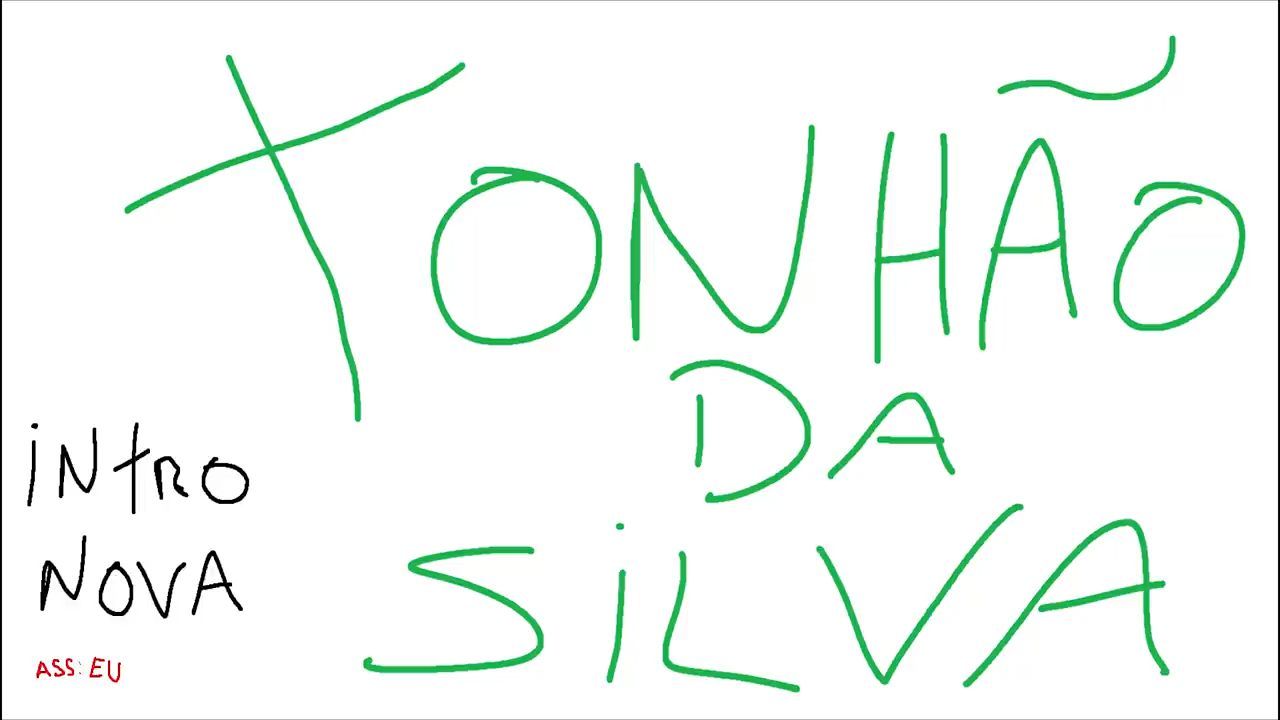 TONHÃO
DA
SiLVA
iNtRO
NOVA
ASS: EU